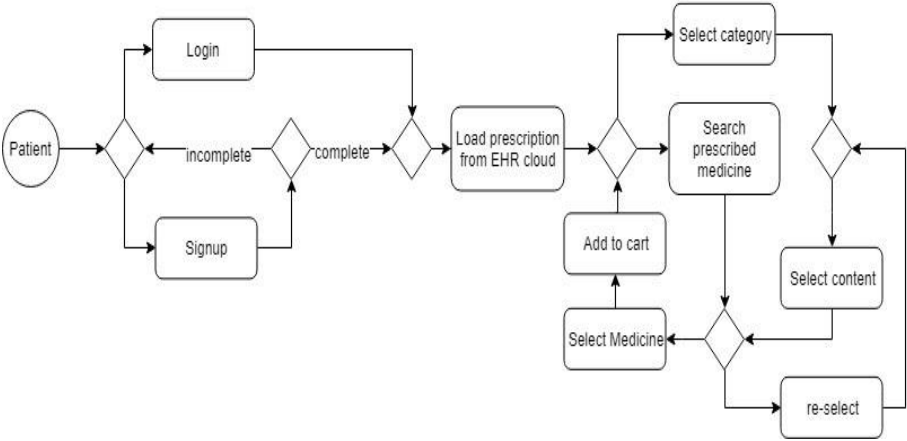 Login
Select category
Patient
incomplete
complete
Load prescription
from EHR cloud
Search
prescribed
medicine
Signup
Add to cart
Select content
Select Medicine
re-select